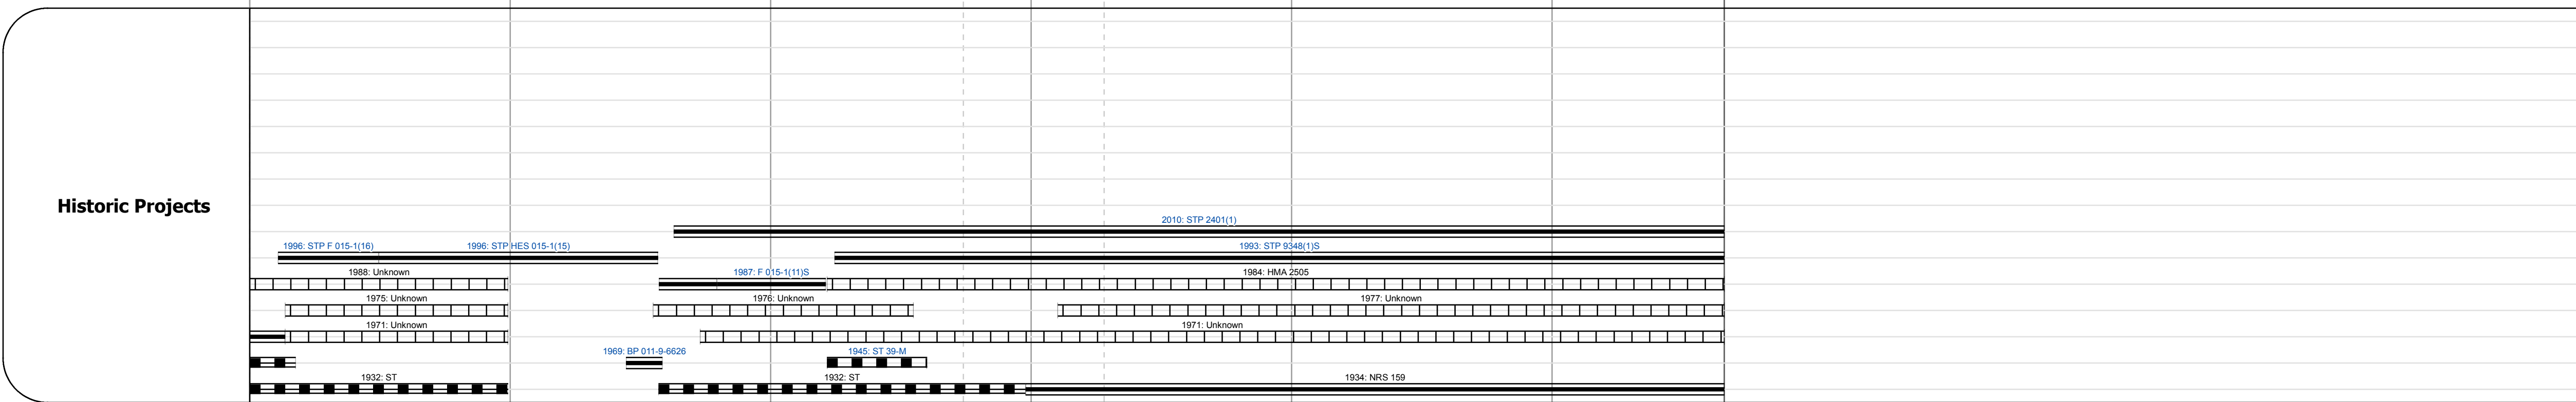 Historic Projects
2010: STP 2401(1)
1996: STP F 015-1(16) 1996: STP HES 015-1(15) 1993: STP 9348(1)S
1988: Unknown 1987: F 015-1(11)S 1984: HMA 2505
1975: Unknown 1976: Unknown 1977: Unknown
1971: Unknown 1971: Unknown
1969: BP 011-9-6626 1945: ST 39-M
1932: ST 1932: ST 1934: NRS 159